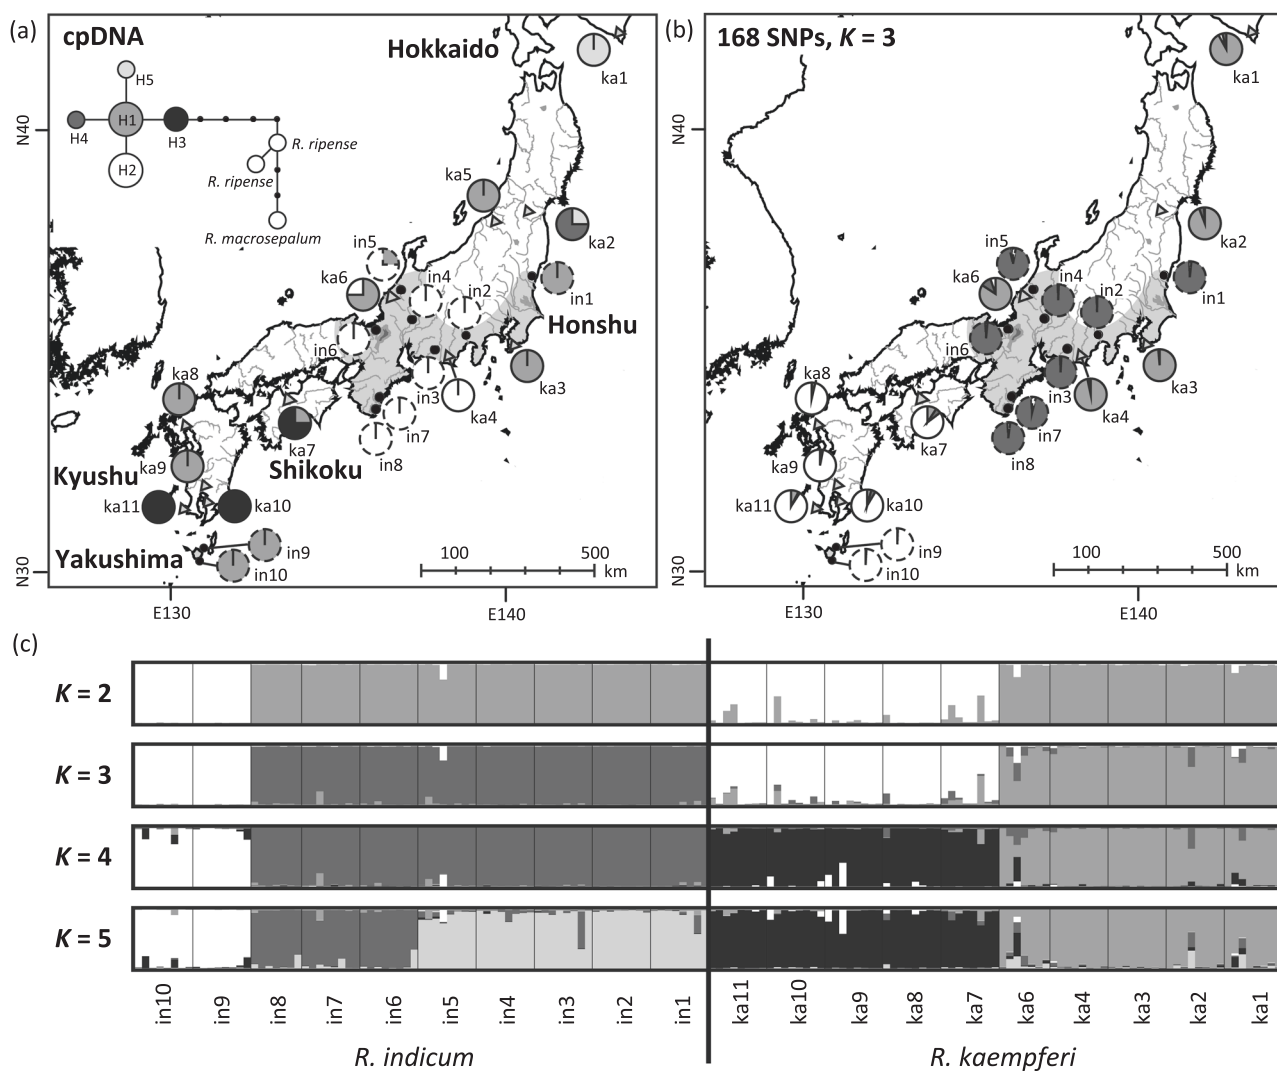 (a)
cpDNA
H5
H4
H1
H3
H2
R. ripense
R. ripense
R. macrosepalum
Hokkaido
ka1
ka5
ka2
in5
ka6
in4
in2
in1
Honshu
in6
ka3
in3
ka4
ka8
ka7
in7
in8
Shikoku
Kyushu
ka9
ka11
ka10
Yakushima
in9
in10
100
500
km
N40
N30
E130
E140
(b)
168 SNPs, K = 3
ka1
ka2
in5
ka6
in4
in2
in1
in6
ka3
in3
ka4
ka8
ka7
in7
in8
ka9
ka11
ka10
in9
in10
100
500
km
N40
N30
E130
E140
(c)
K = 2
K = 3
K = 4
K = 5
in10
in9
in8
in7
in6
in5
in4
in3
in2
in1
ka11
ka10
ka9
ka8
ka7
ka6
ka4
ka3
ka2
ka1
R. indicum
R. kaempferi